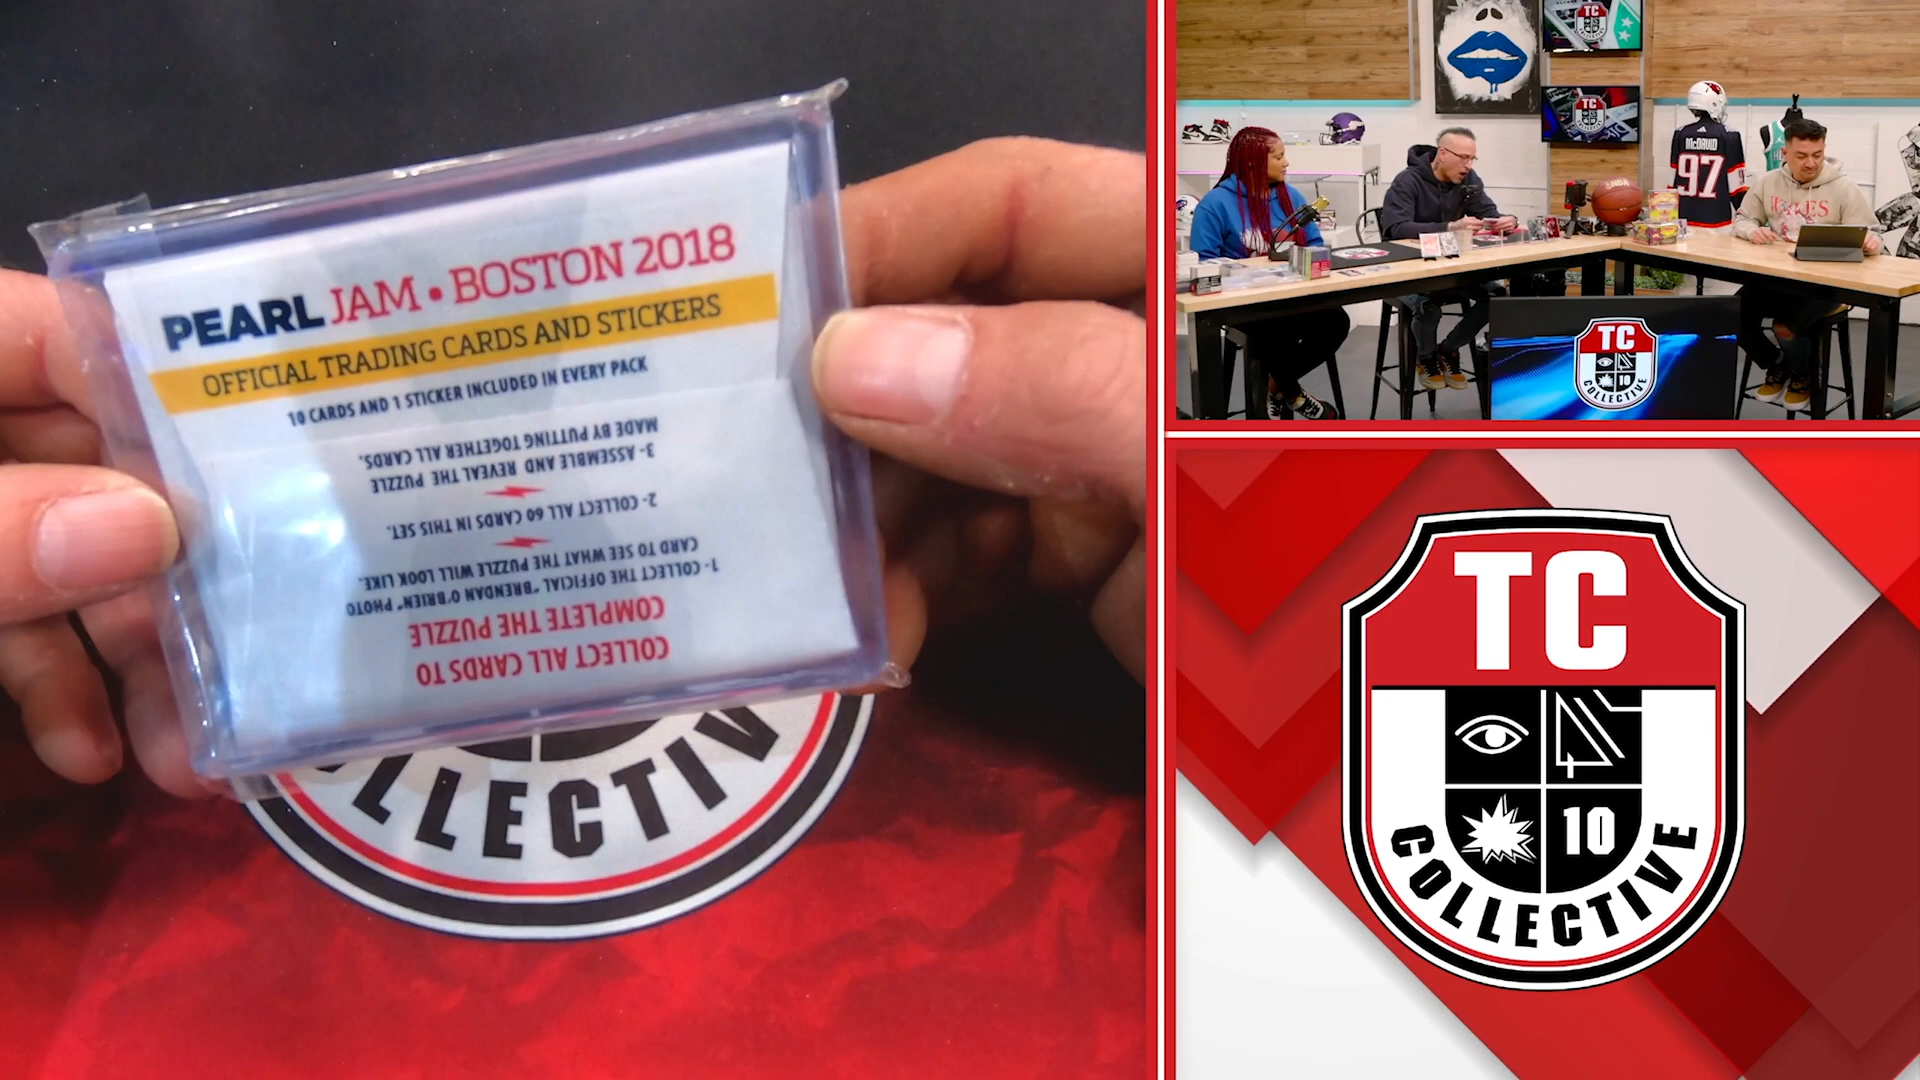 PEARL JAM • BOSTON 2018
OFFICIAL TRADING CARDS AND STICKERS
10 CARDS AND 1 STICKER INCLUDED IN EVERY PACK
COLLECT ALL CARDS TO
COMPLETE THE PUZZLE
1- COLLECT THE OFFICIAL "BRENDAN O'BRIEN" PHOTO
CARD TO SEE WHAT THE PUZZLE WILL LOOK LIKE.
2- COLLECT ALL 60 CARDS IN THIS SET.
3- ASSEMBLE AND REVEAL THE PUZZLE
MADE BY PUTTING TOGETHER ALL CARDS.
LLECTIV
TC
TC
McDAVID
97
TC
10
COLLECTIVE
TC
10
COLLECTIVE